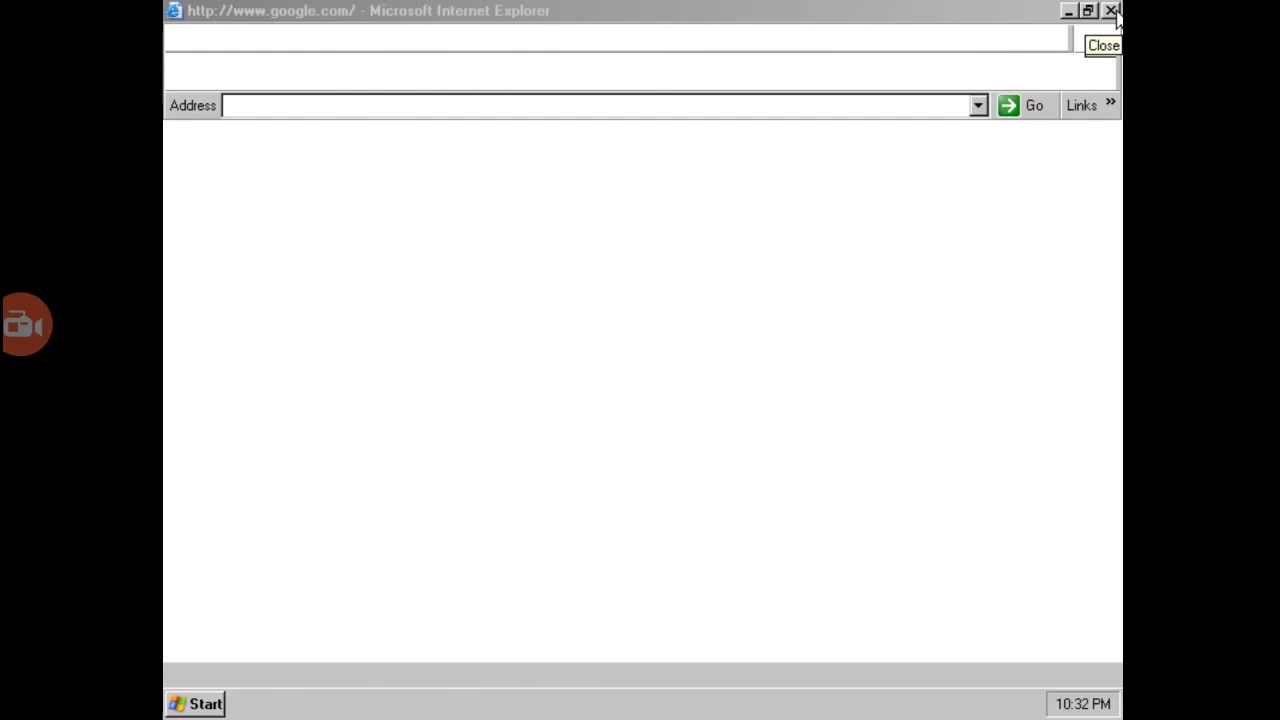 http://www.google.com/ - Microsoft Internet Explorer
Close
Address
Go
Links
Start
10:32 PM